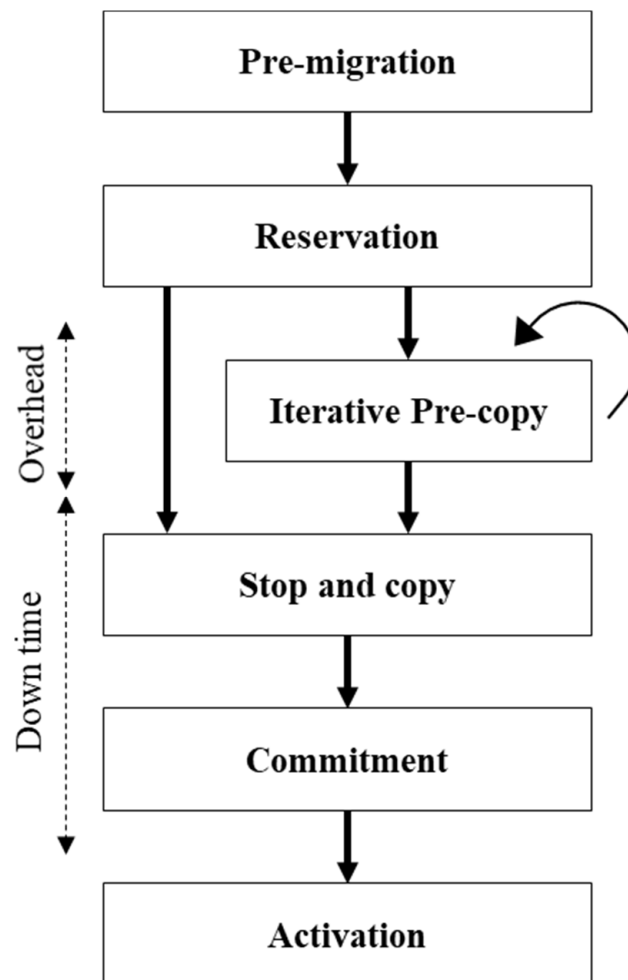 Pre-migration
Reservation
Overhead
Iterative Pre-copy
Down time
Stop and copy
Commitment
Activation